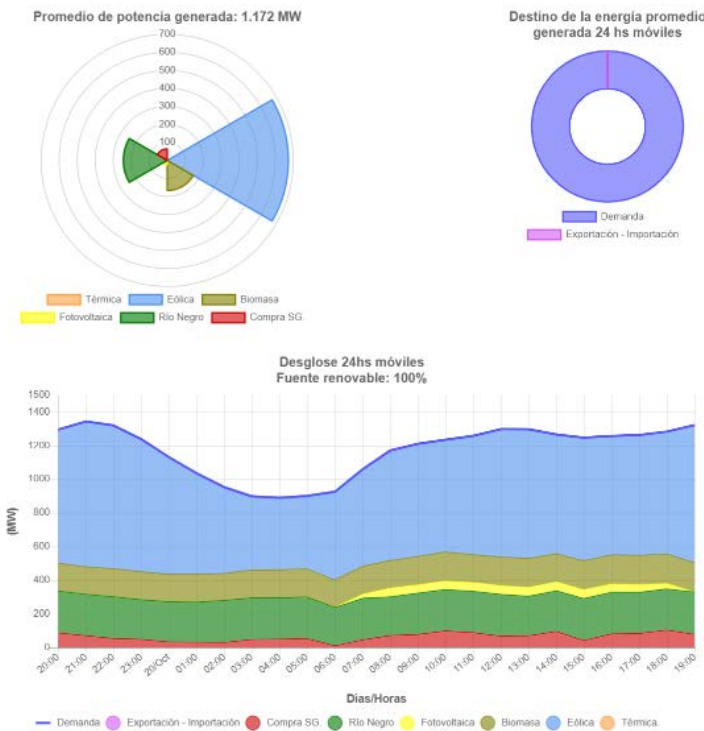 Promedio de potencia generada: 1.172 MW
700
600
500
400
300
200
100
Térmica
Eólica
Biomasa
Fotovoltaica
Río Negro
Compra SG.
Destino de la energía promedio
generada 24 hs móviles
Demanda
Exportación - Importación
Desglose 24hs móviles
Fuente renovable: 100%
(MW)
1500
1400
1200
1000
800
600
400
200
0
20:00
21:00
22:00
23:00
20/Oct
01:00
02:00
03:00
04:00
05:00
06:00
07:00
08:00
09:00
10:00
11:00
12:00
13:00
14:00
15:00
16:00
17:00
18:00
19:00
Dias/Horas
Demanda
Exportación - Importación
Compra SG.
Río Negro
Fotovoltaica
Biomasa
Eólica
Térmica.